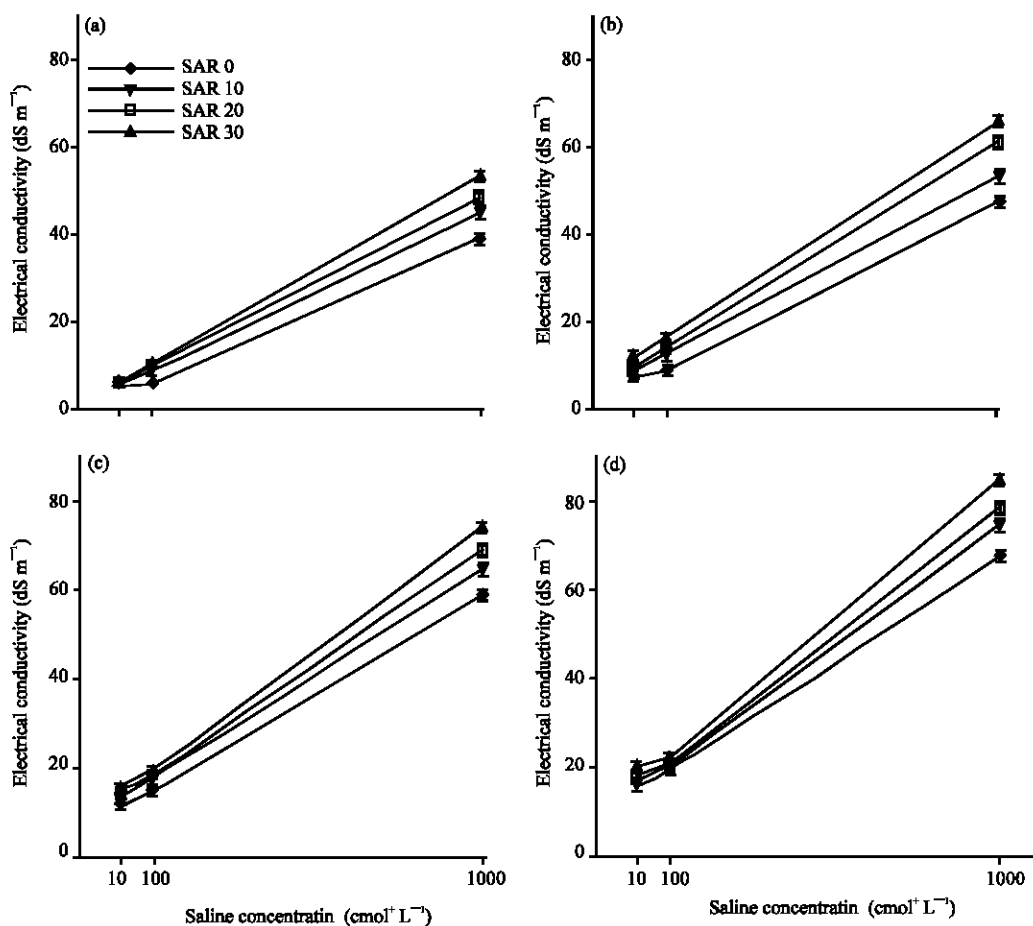 (a)
Electrical conductivity (dS m⁻¹)
80
60
40
20
0
SAR 0
SAR 10
SAR 20
SAR 30
(b)
Electrical conductivity (dS m⁻¹)
80
60
40
20
0
(c)
Electrical conductivity (dS m⁻¹)
80
60
40
20
0
10 100 1000
Saline concentratin (cmol⁺ L⁻¹)
(d)
Electrical conductivity (dS m⁻¹)
80
60
40
20
0
10 100 1000
Saline concentratin (cmol⁺ L⁻¹)